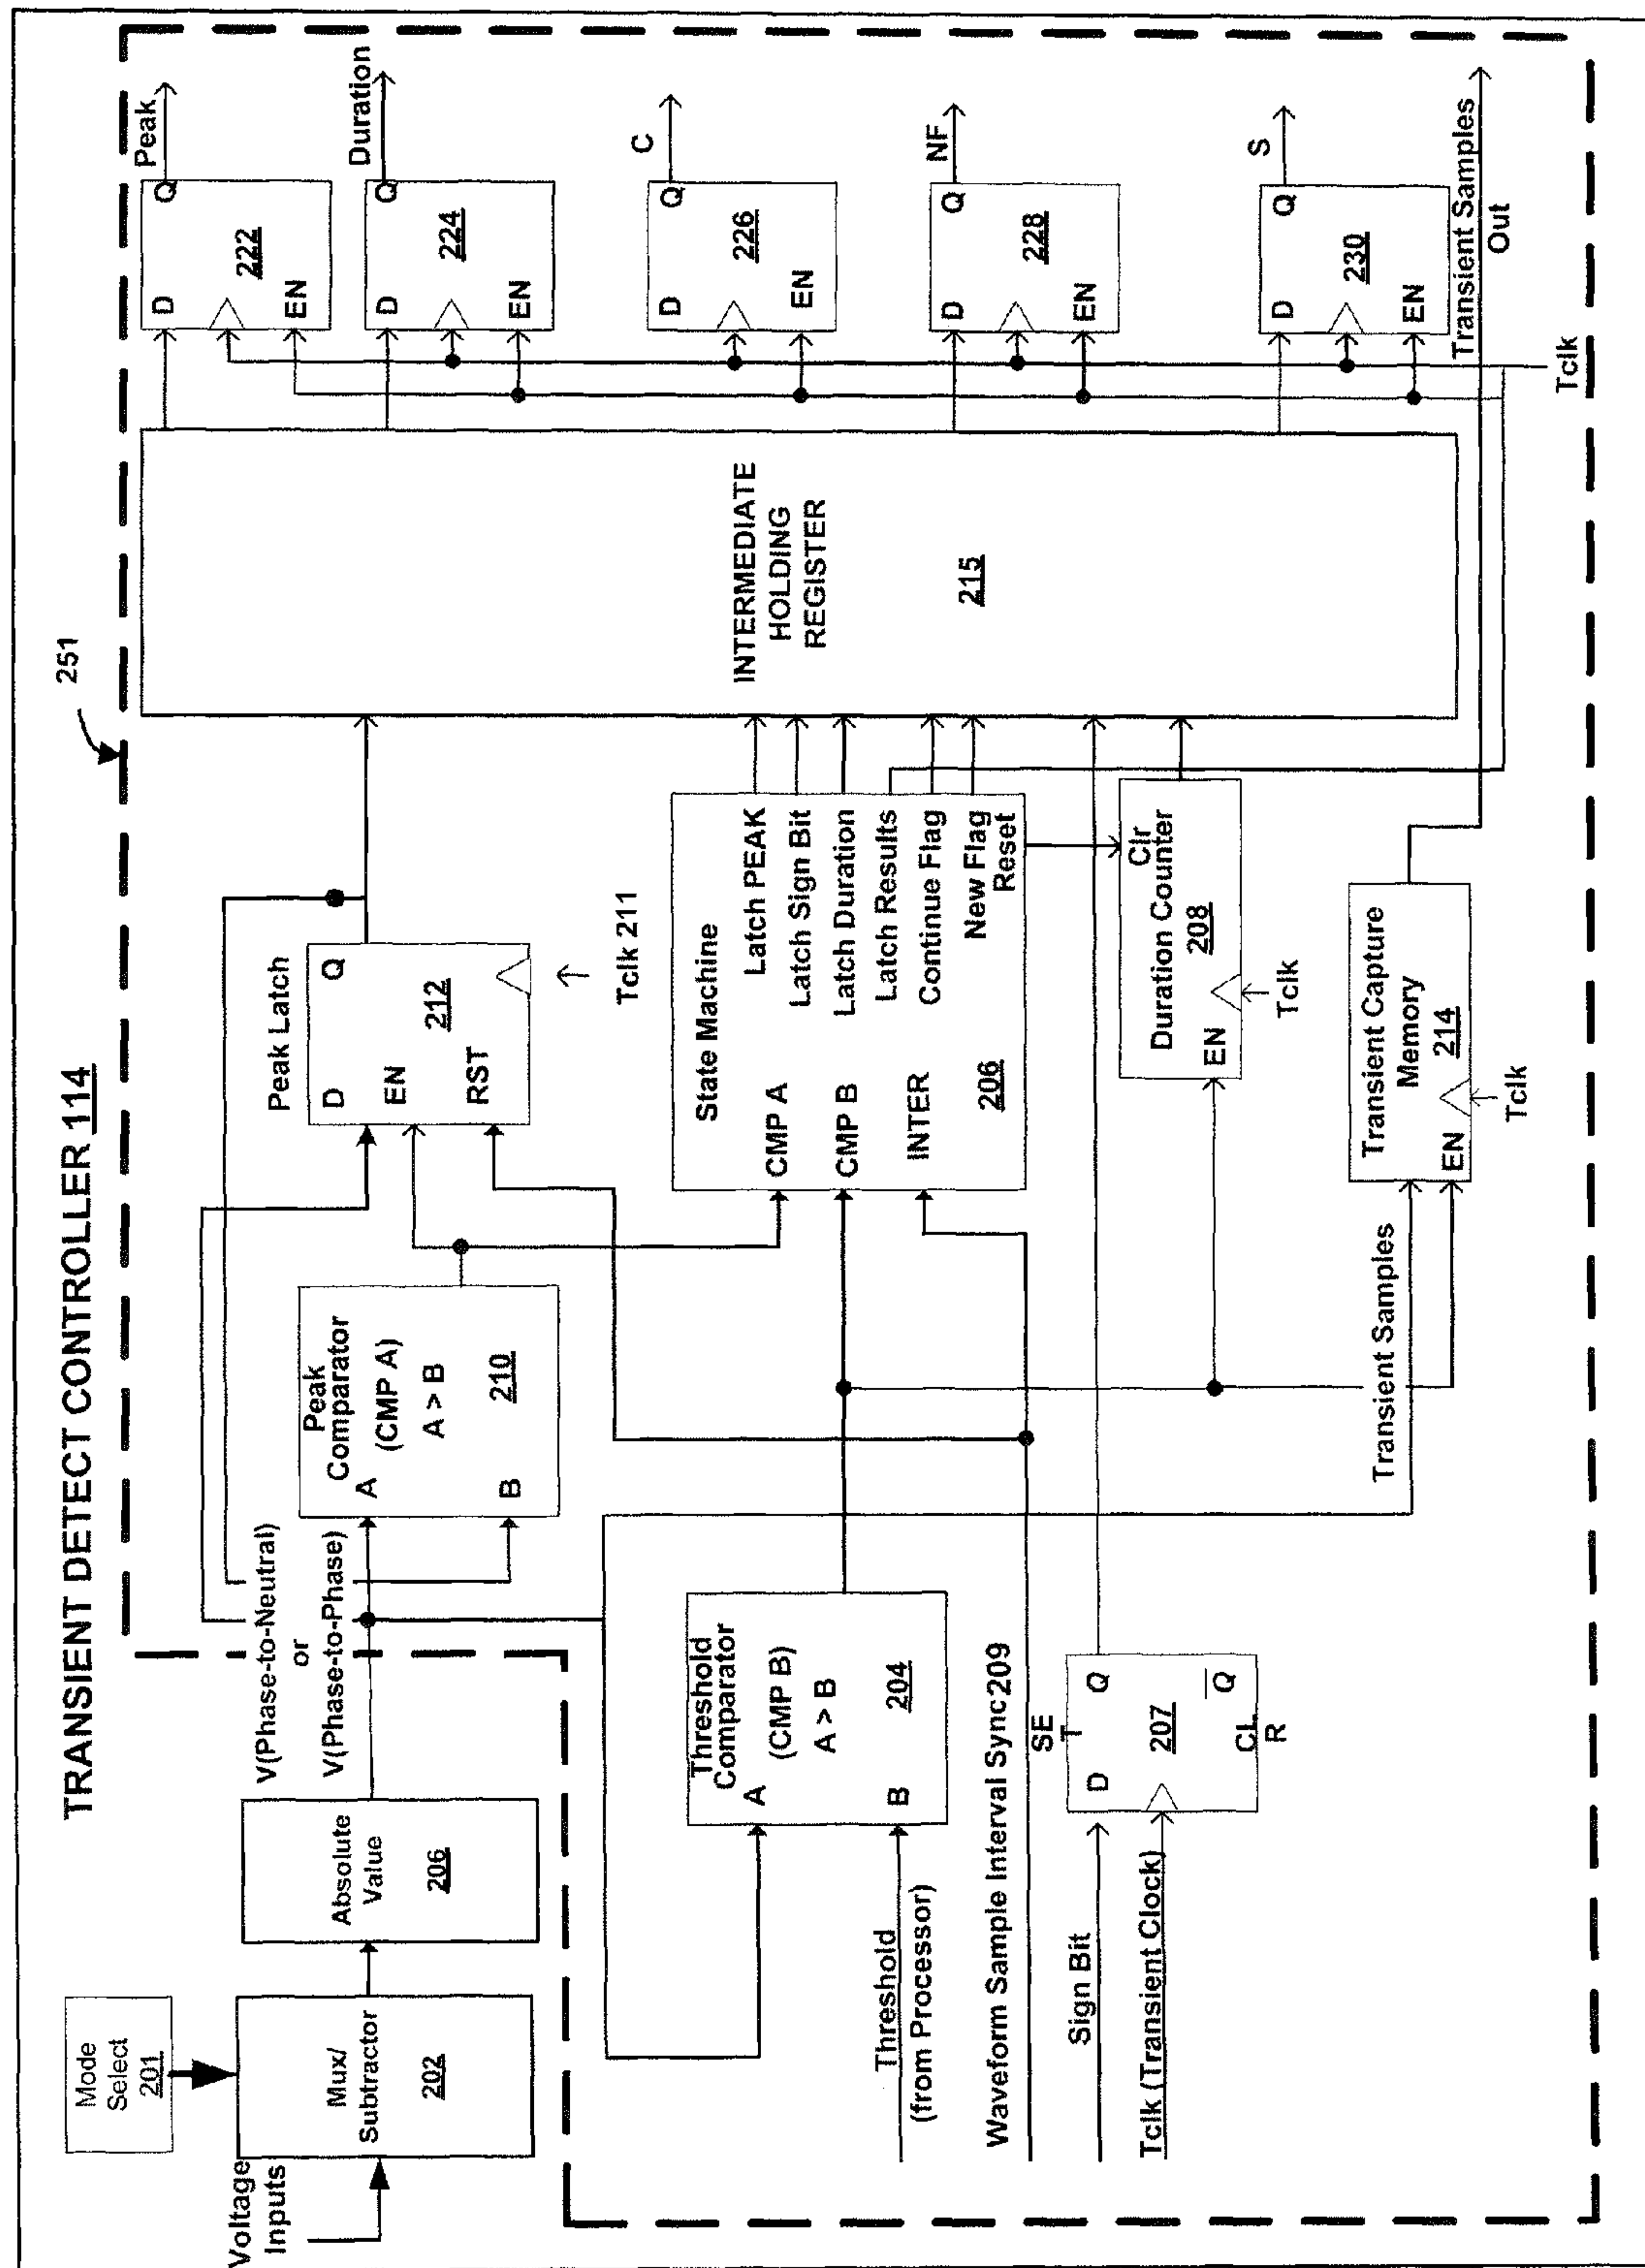 TRANSIENT DETECT CONTROLLER 114
251
Mode
Select
201
Voltage
Inputs
Mux/
Subtractor
202
Absolute
Value
206
V(Phase-to-Neutral)
or
V(Phase-to-Phase)
Peak
Comparator
(CMP A)
A > B
A
B
210
Peak Latch
D
Q
EN
RST
212
Tclk 211
Threshold
Comparator
(CMP B)
A > B
A
B
204
Threshold
(from Processor)
Waveform Sample Interval Sync209
Sign Bit
Tclk (Transient Clock)
SE
T
D
Q
207
Q
CL
R
State Machine
CMP A
CMP B
INTER
206
Latch PEAK
Latch Sign Bit
Latch Duration
Latch Results
Continue Flag
New Flag
Reset
Clr
Duration Counter
208
EN
Tclk
Transient Samples
Transient Capture
Memory
214
EN
Tclk
INTERMEDIATE
HOLDING
REGISTER
215
D
Q
222
EN
Peak
D
Q
224
EN
Duration
D
Q
226
EN
C
D
Q
228
EN
NF
D
Q
230
EN
S
Transient Samples
Out
Tclk